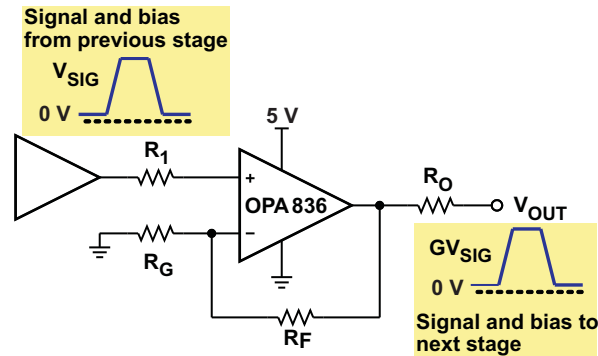 Signal and bias
from previous stage
VSIG
0 V
5 V
R1
+
OPA 836
−
RG
RF
RO
VOUT
GVSIG
0 V
Signal and bias to
next stage